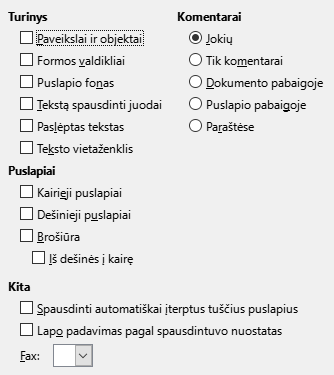 Turinys
Paveikslai ir objektai
Formos valdikliai
Puslapio fonas
Tekstą spausdinti juodai
Paslėptas tekstas
Teksto vietaženklis
Komentarai
Jokių
Tik komentarai
Dokumento pabaigoje
Puslapio pabaigoje
Paraštėse
Puslapiai
Kairieji puslapiai
Dešinieji puslapiai
Brošiūra
Iš dešinės į kairę
Kita
Spausdinti automatiškai įterptus tuščius puslapius
Lapo padavimas pagal spausdintuvo nuostatas
Fax: